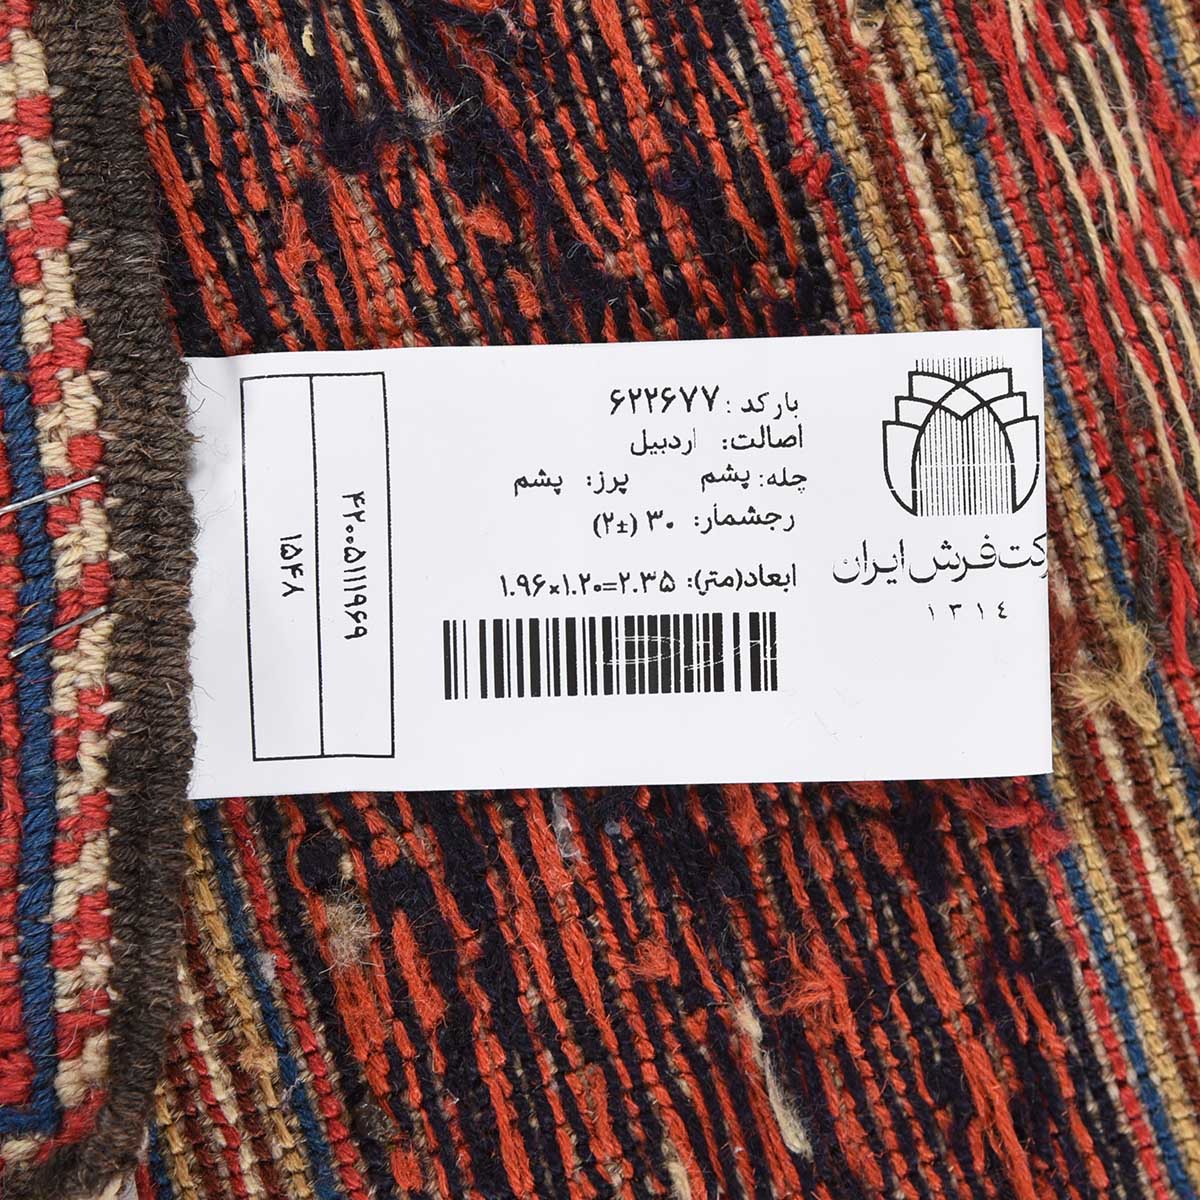 بارکد: ۶۲۲۶۷۷
اصالت: اردبیل
چله: پشم پرز: پشم
رجشمار: ۳۰ (±۲)
ابعاد(متر): ۱.۹۶×۱.۲۰=۲.۳۵
کت فرش ایران
۱۳۱٤
۴۲۰۰۵۱۱۱۹۶۹
۱۵۴۸